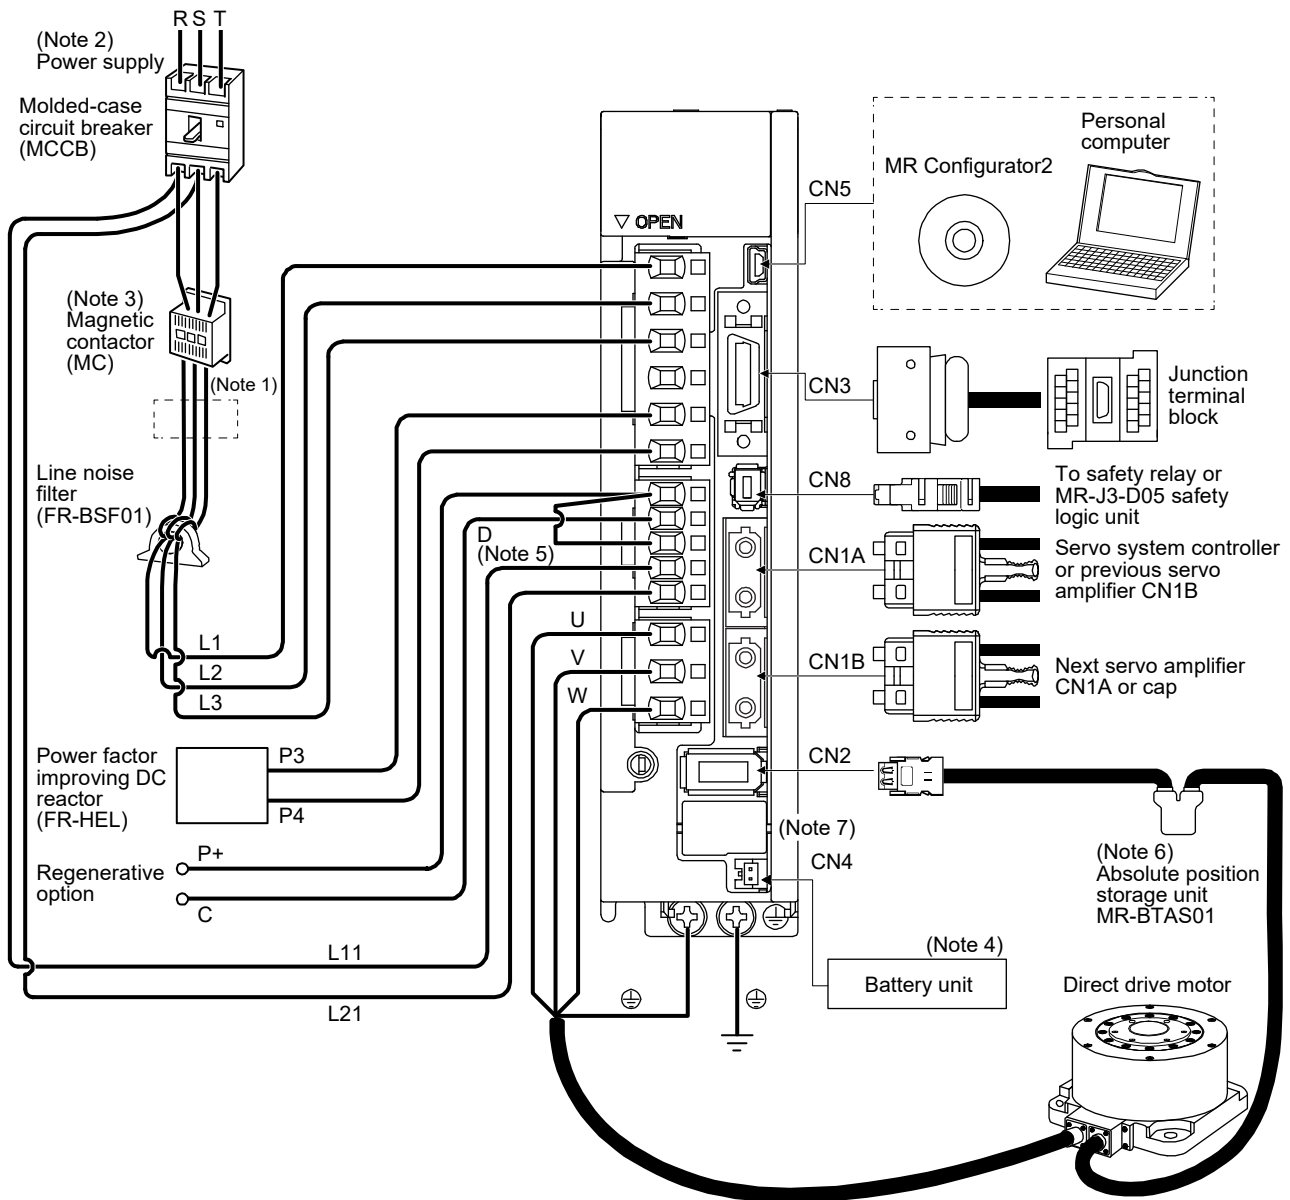 R S T
(Note 2)
Power supply
Molded-case
circuit breaker
(MCCB)
(Note 3)
Magnetic
contactor
(MC)
(Note 1)
Line noise
filter
(FR-BSF01)
L1
L2
L3
Power factor
improving DC
reactor
(FR-HEL)
P3
P4
Regenerative
option
P+
C
L11
L21
OPEN
D
(Note 5)
U
V
W
CN5
MR Configurator2
Personal
computer
CN3
Junction
terminal
block
CN8
To safety relay or
MR-J3-D05 safety
logic unit
CN1A
Servo system controller
or previous servo
amplifier CN1B
CN1B
Next servo amplifier
CN1A or cap
CN2
(Note 7)
CN4
(Note 6)
Absolute position
storage unit
MR-BTAS01
(Note 4)
Battery unit
Direct drive motor